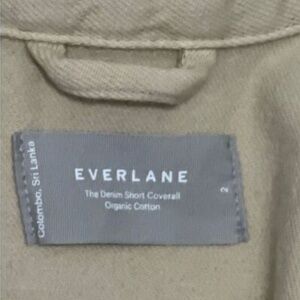 EVERLANE
The Denim Short Coverall
Organic Cotton
Colombo, Sri Lanka
2